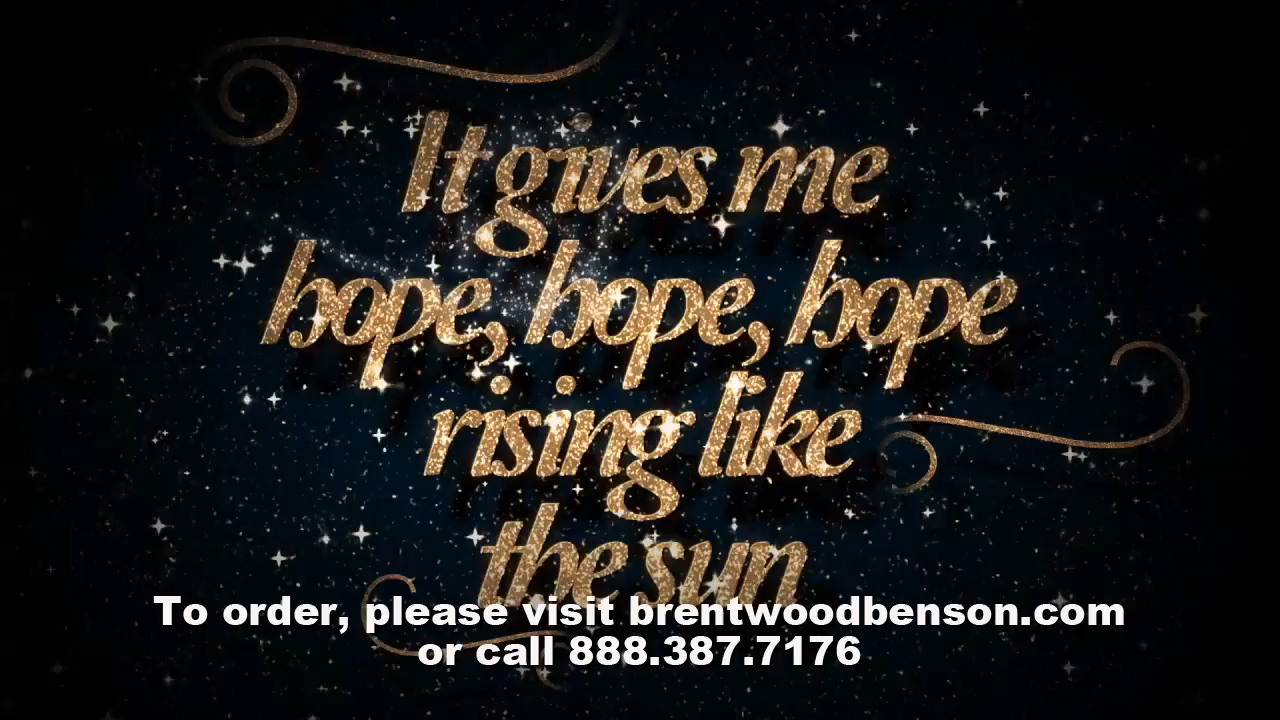 It gives me
hope, hope, hope
rising like
the sun
To order, please visit brentwoodbenson.com
or call 888.387.7176